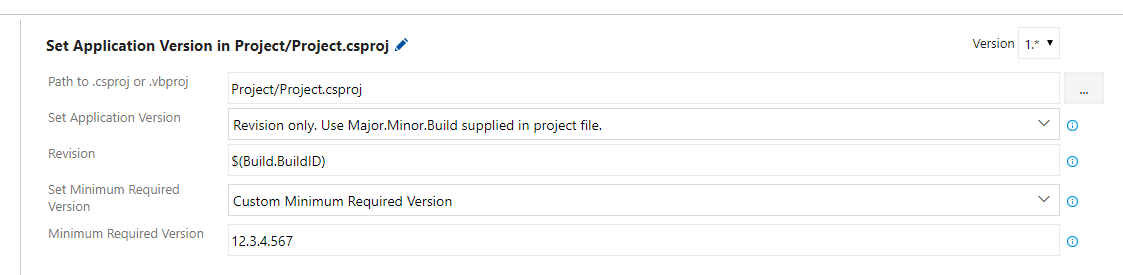 Set Application Version in Project/Project.csproj Version 1.*
Path to .csproj or .vbproj Project/Project.csproj ...
Set Application Version Revision only. Use Major.Minor.Build supplied in project file.
Revision $(Build.BuildID)
Set Minimum Required
Version Custom Minimum Required Version
Minimum Required Version 12.3.4.567